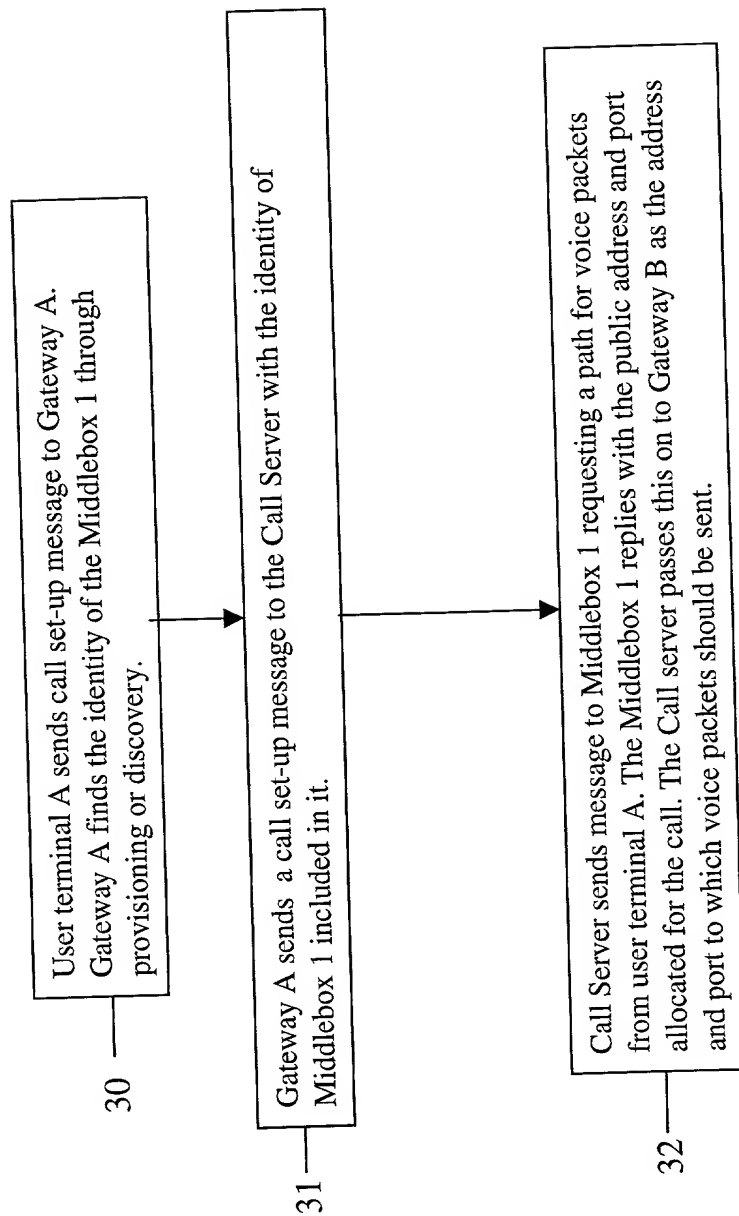 User terminal A sends call set-up message to Gateway A.
Gateway A finds the identity of the Middlebox 1 through
provisioning or discovery.
30
Gateway A sends a call set-up message to the Call Server with the identity of
Middlebox 1 included in it.
31
Call Server sends message to Middlebox 1 requesting a path for voice packets
from user terminal A. The Middlebox 1 replies with the public address and port
allocated for the call. The Call server passes this on to Gateway B as the address
and port to which voice packets should be sent.
32